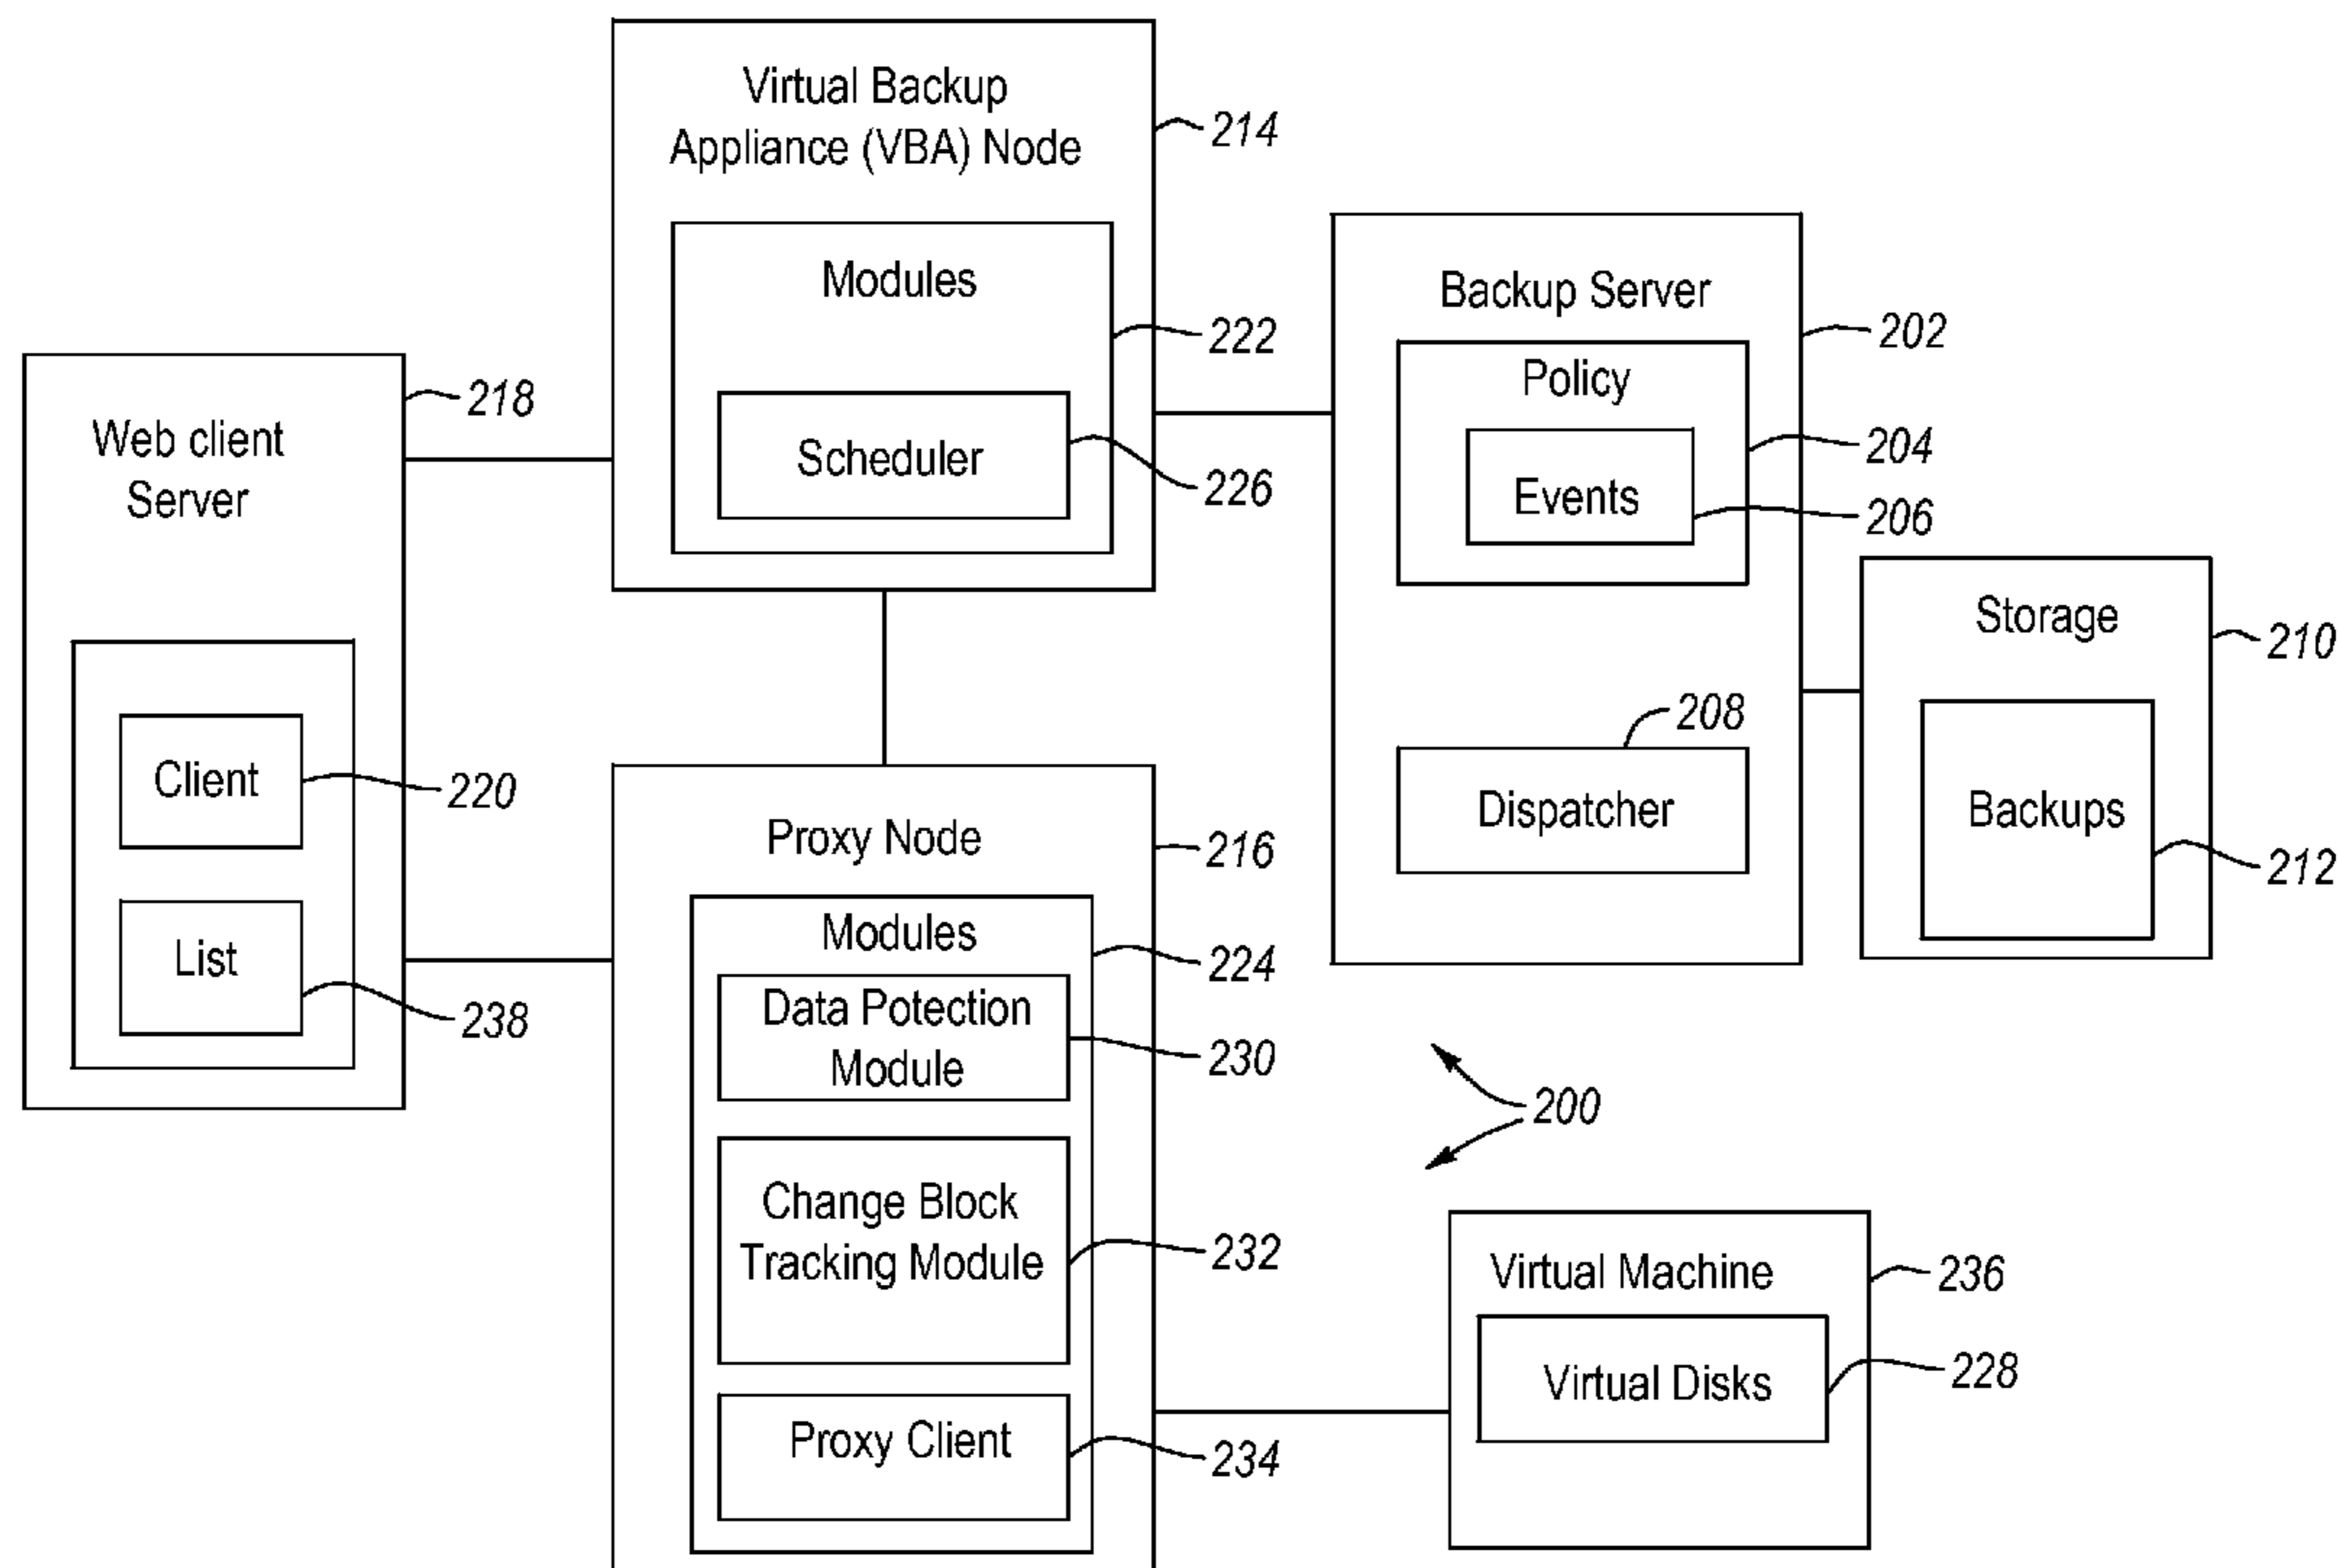 Virtual Backup
Appliance (VBA) Node
214
Modules
222
Scheduler
226
Backup Server
202
Policy
204
Events
206
Dispatcher
208
Storage
210
Backups
212
Web client
Server
218
Client
220
List
238
Proxy Node
216
Modules
224
Data Potection
Module
230
Change Block
Tracking Module
232
Proxy Client
234
200
Virtual Machine
236
Virtual Disks
228